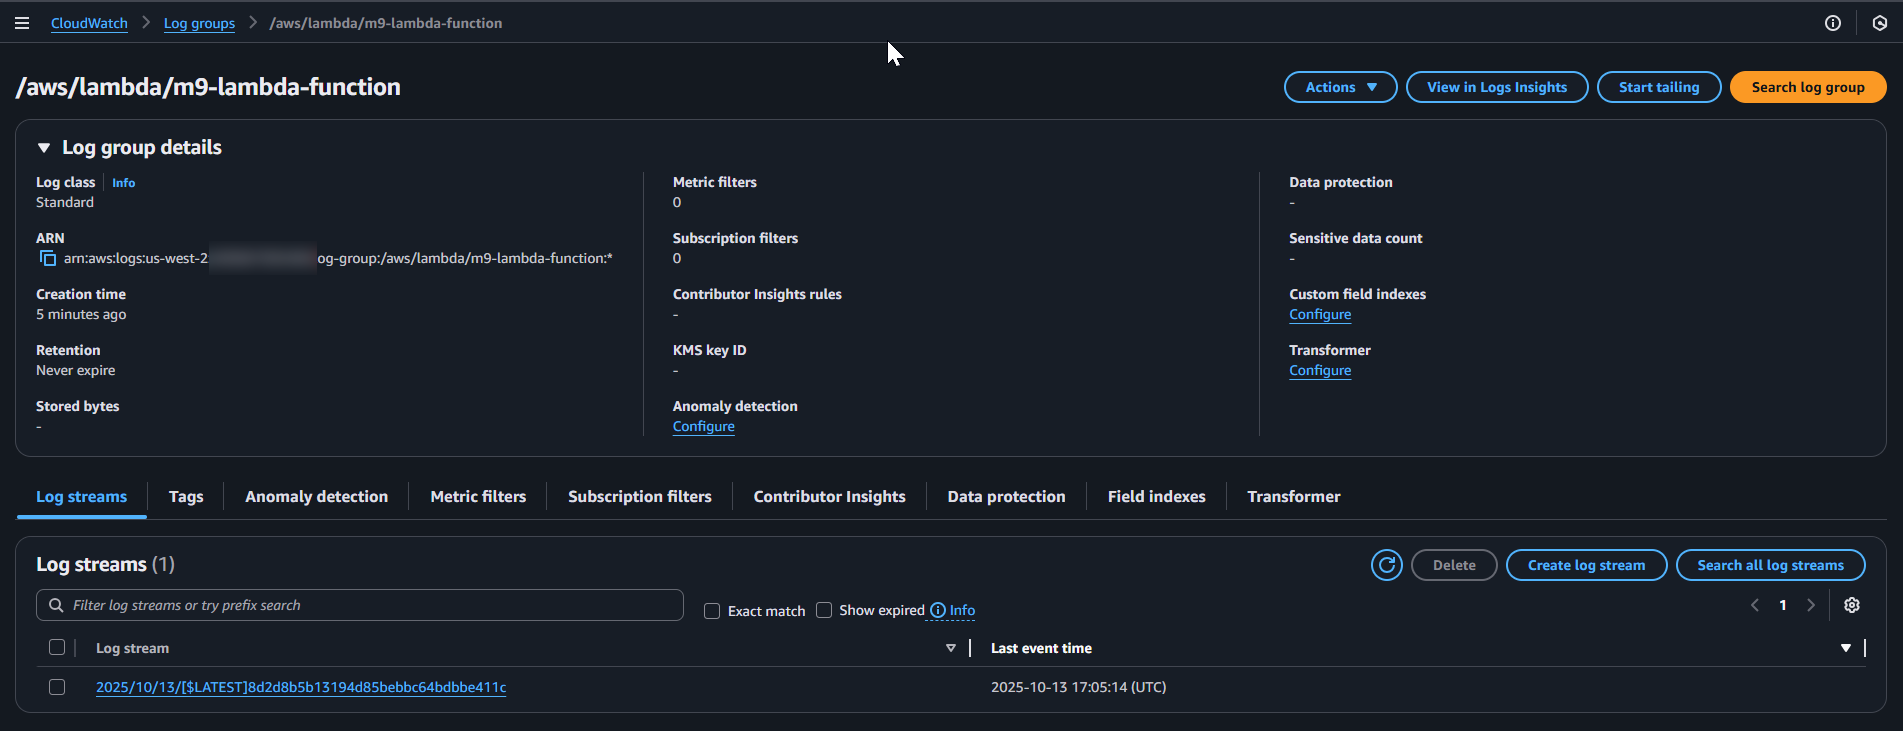 CloudWatch > Log groups > /aws/lambda/m9-lambda-function
/aws/lambda/m9-lambda-function
Actions View in Logs Insights Start tailing Search log group
Log group details
Log class Info
Standard
ARN
arn:aws:logs:us-west-2 og-group:/aws/lambda/m9-lambda-function:*
Creation time
5 minutes ago
Retention
Never expire
Stored bytes
-
Metric filters
0
Subscription filters
0
Contributor Insights rules
-
KMS key ID
-
Anomaly detection
Configure
Data protection
-
Sensitive data count
-
Custom field indexes
Configure
Transformer
Configure
Log streams Tags Anomaly detection Metric filters Subscription filters Contributor Insights Data protection Field indexes Transformer
Log streams (1)
Delete Create log stream Search all log streams
Filter log streams or try prefix search
Exact match Show expired Info
1
Log stream Last event time
2025/10/13/[$LATEST]8d2d8b5b13194d85bebbc64bdbbe411c 2025-10-13 17:05:14 (UTC)